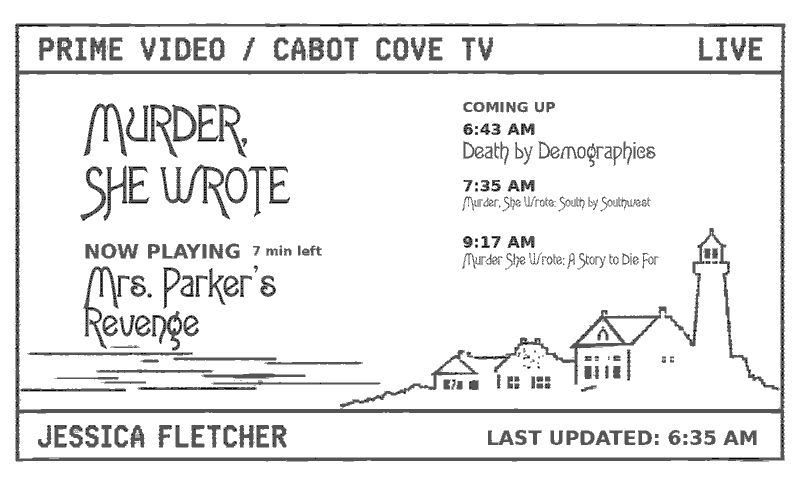 PRIME VIDEO / CABOT COVE TV
LIVE
MURDER,
SHE WROTE
NOW PLAYING 7 min left
Mrs. Parker's
Revenge
COMING UP
6:43 AM
Death by Demographics
7:35 AM
Murder, She Wrote: South by Southwest
9:17 AM
Murder She Wrote: A Story to Die For
JESSICA FLETCHER
LAST UPDATED: 6:35 AM